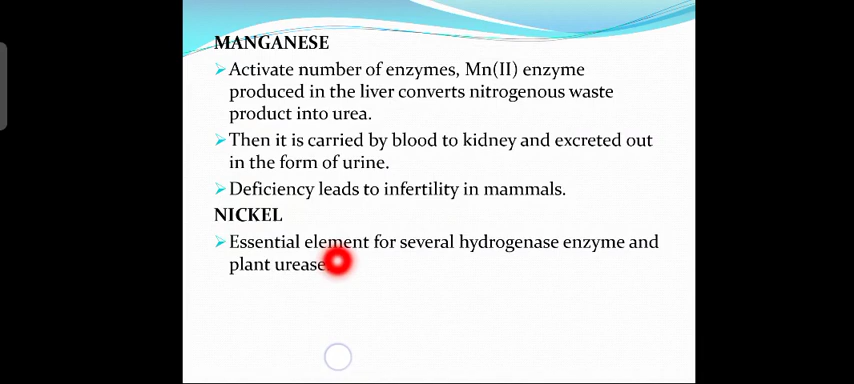 MANGANESE
➢Activate number of enzymes, Mn(II) enzyme
produced in the liver converts nitrogenous waste
product into urea.
➢Then it is carried by blood to kidney and excreted out
in the form of urine.
➢Deficiency leads to infertility in mammals.
NICKEL
➢Essential element for several hydrogenase enzyme and
plant urease